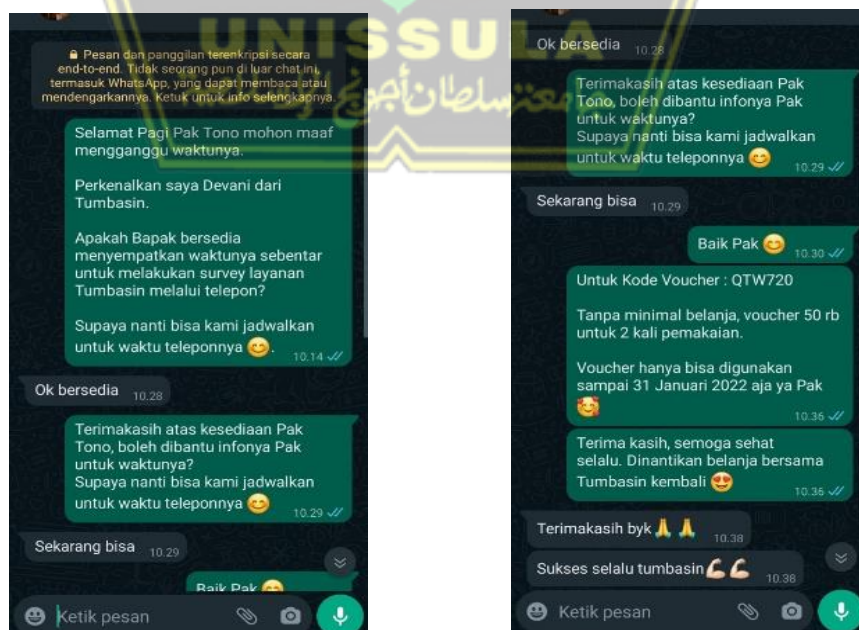 UNISSULA
Pesan dan panggilan terenkripsi secara
end-to-end. Tidak seorang pun di luar chat ini,
termasuk WhatsApp, yang dapat membaca atau
mendengarkannya. Ketuk untuk info selengkapnya.
Selamat Pagi Pak Tono mohon maaf
mengganggu waktunya.
Perkenalkan saya Devani dari
Tumbasin.
Apakah Bapak bersedia
menyempatkan waktunya sebentar
untuk melakukan survey layanan
Tumbasin melalui telepon?
Supaya nanti bisa kami jadwalkan
untuk waktu teleponnya 😊.
10.14
Ok bersedia 10.28
Terimakasih atas kesediaan Pak
Tono, boleh dibantu infonya Pak
untuk waktunya?
Supaya nanti bisa kami jadwalkan
untuk waktu teleponnya 😊
10.29
Sekarang bisa 10.29
Baik Pak 😊
Ketik pesan
Ok bersedia 10.28
Terimakasih atas kesediaan Pak
Tono, boleh dibantu infonya Pak
untuk waktunya?
Supaya nanti bisa kami jadwalkan
untuk waktu teleponnya 😊
10.29
Sekarang bisa 10.29
Baik Pak 😊 10.30
Untuk Kode Voucher : QTW720
Tanpa minimal belanja, voucher 50 rb
untuk 2 kali pemakaian.
Voucher hanya bisa digunakan
sampai 31 Januari 2022 aja ya Pak
🥰
10.36
Terima kasih, semoga sehat
selalu. Dinantikan belanja bersama
Tumbasin kembali 😍
10.36
Terimakasih byk 🙏🙏 10.38
Sukses selalu tumbasin 💪💪 10.38
Ketik pesan